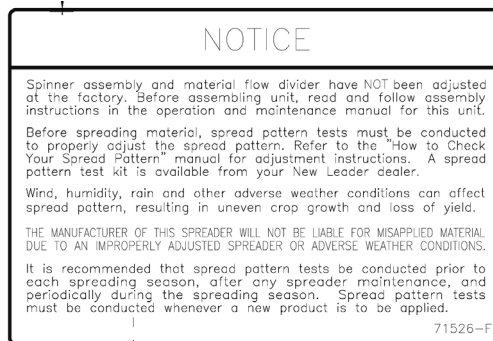 NOTICE
Spinner assembly and material flow divider have NOT been adjusted
at the factory. Before assembling unit, read and follow assembly
instructions in the operation and maintenance manual for this unit.
Before spreading material, spread pattern tests must be conducted
to properly adjust the spread pattern. Refer to the "How to Check
Your Spread Pattern" manual for adjustment instructions. A spread
pattern test kit is available from your New Leader dealer.
Wind, humidity, rain and other adverse weather conditions can affect
spread pattern, resulting in uneven crop growth and loss of yield.
THE MANUFACTURER OF THIS SPREADER WILL NOT BE LIABLE FOR MISAPPLIED MATERIAL
DUE TO AN IMPROPERLY ADJUSTED SPREADER OR ADVERSE WEATHER CONDITIONS.
It is recommended that spread pattern tests be conducted prior to
each spreading season, after any spreader maintenance, and
periodically during the spreading season. Spread pattern tests
must be conducted whenever a new product is to be applied.
71526-F